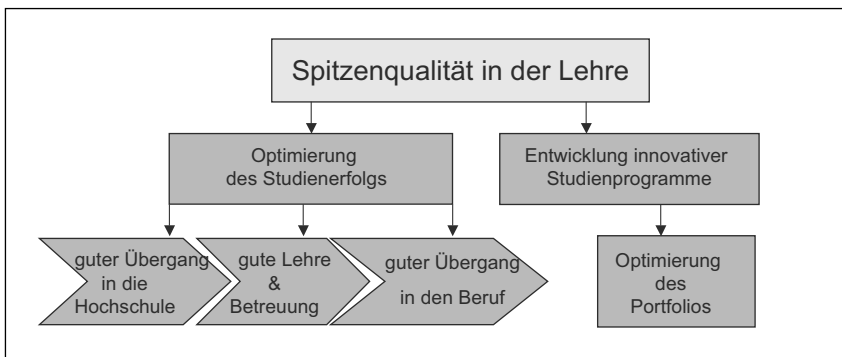 Spitzenqualität in der Lehre
Optimierung
des Studienerfolgs
Entwicklung innovativer
Studienprogramme
guter Übergang
in die
Hochschule
gute Lehre
&
Betreuung
guter Übergang
in den Beruf
Optimierung
des
Portfolios